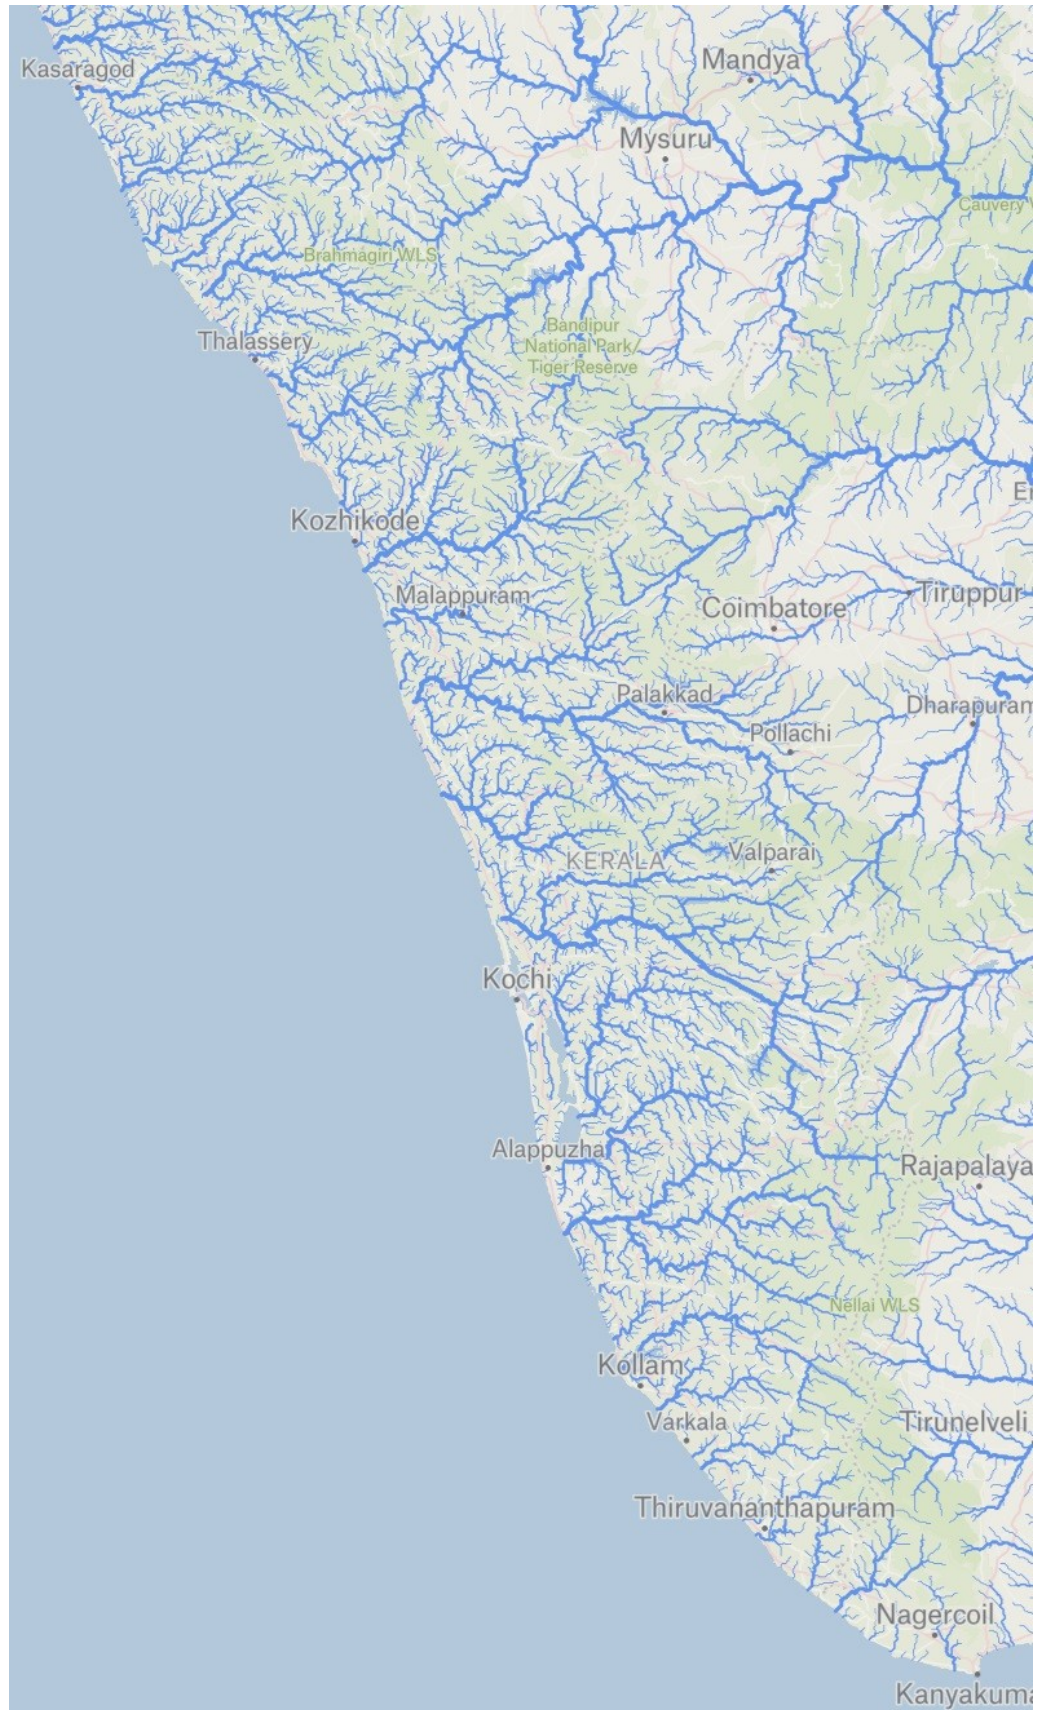 Kasaragod
Mandya
Mysuru
Cauvery W
Brahmagiri WLS
Bandipur
National Park/
Tiger Reserve
Thalassery
Er
Kozhikode
Malappuram
Coimbatore
Tiruppur
Palakkad
Dharapuram
Pollachi
KERALA
Valparai
Kochi
Alappuzha
Rajapalaya
Nellai WLS
Kollam
Varkala
Tirunelveli
Thiruvananthapuram
Nagercoil
Kanyakuma